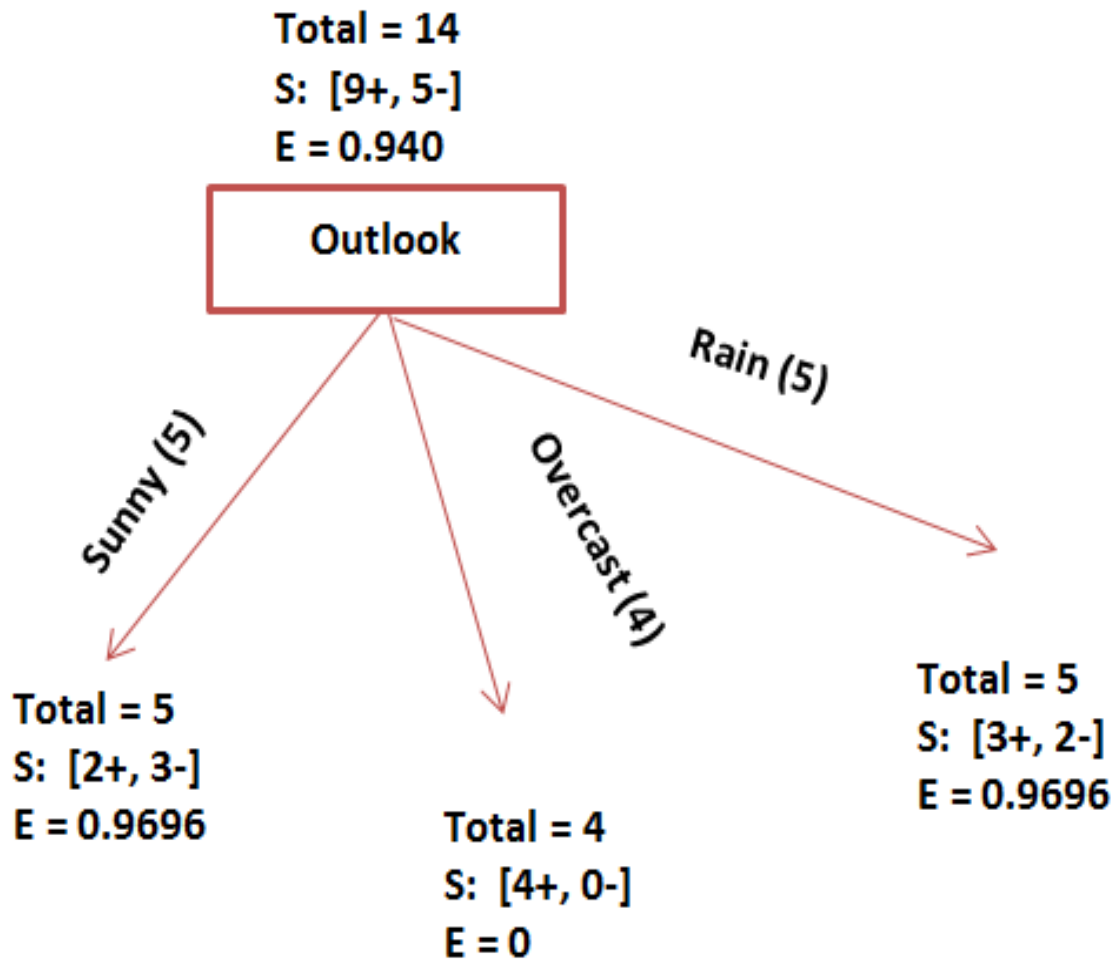 Total = 14
S: [9+, 5-]
E = 0.940
Outlook
Sunny (5)
Overcast (4)
Rain (5)
Total = 5
S: [2+, 3-]
E = 0.9696
Total = 4
S: [4+, 0-]
E = 0
Total = 5
S: [3+, 2-]
E = 0.9696